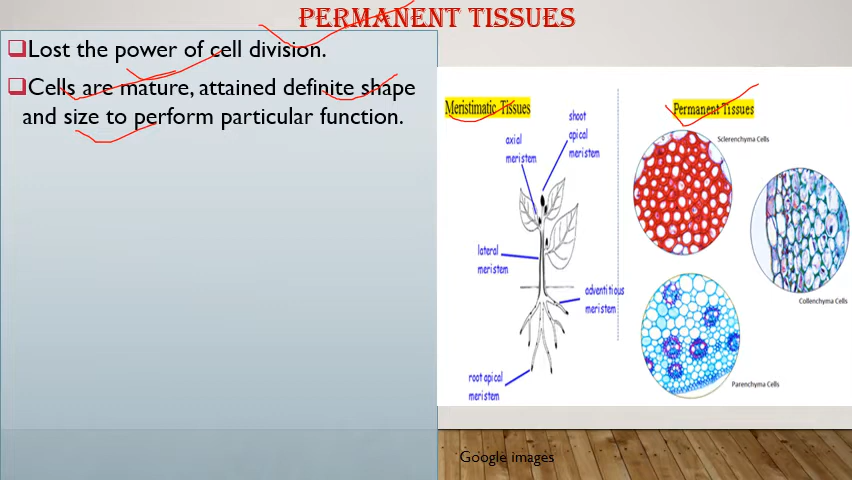 PERMANENT TISSUES
Lost the power of cell division.
Cells are mature, attained definite shape
and size to perform particular function.
Meristimatic Tissues
shoot
apical
meristem
axial
meristem
lateral
meristem
adventitious
meristem
root apical
meristem
Permanent Tissues
Sclerenchyma Cells
Collenchyma Cells
Parenchyma Cells
Google images